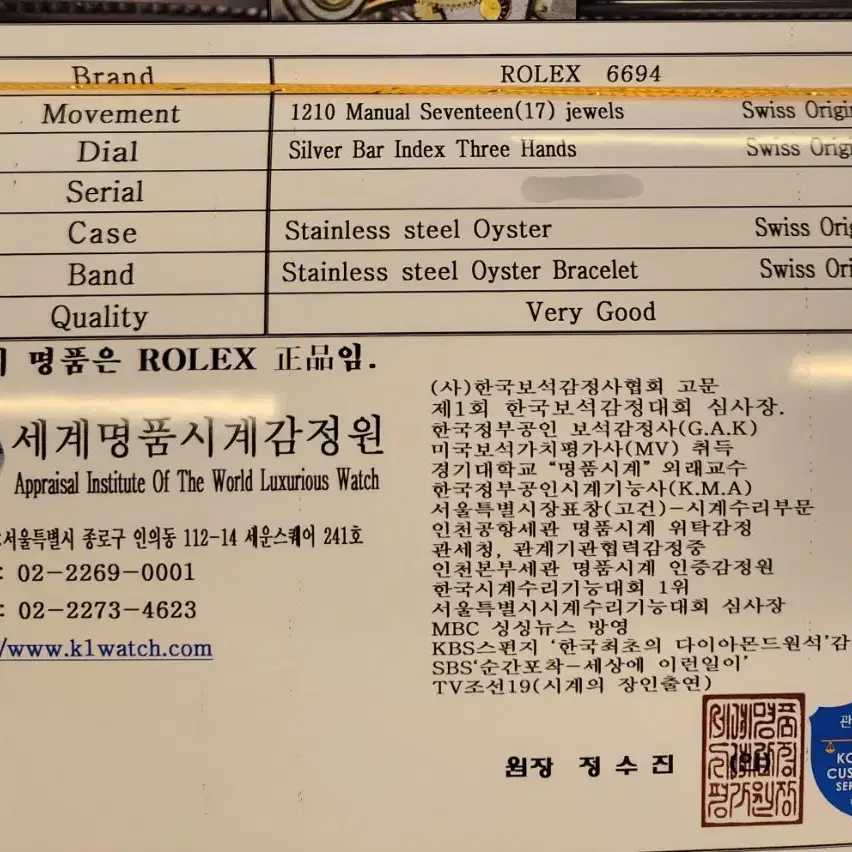 Brand ROLEX 6694
Movement 1210 Manual Seventeen(17) jewels Swiss
Dial Silver Bar Index Three Hands Swiss
Serial
Case Stainless steel Oyster Swiss
Band Stainless steel Oyster Bracelet Swiss
Quality Very Good
명품은 ROLEX 正品임.
세계명품시계감정원
Appraisal Institute Of The World Luxurious Watch
서울특별시 종로구 인의동 112-14 세운스퀘어 241호
: 02-2269-0001
: 02-2273-4623
/www.k1watch.com
(사)한국보석감정사협회 고문
제1회 한국보석감정대회 심사장.
한국정부공인 보석감정사(G.A.K)
미국보석가치평가사(MV) 취득
경기대학교 “명품시계” 외래교수
한국정부공인시계기능사(K.M.A)
서울특별시장표창(고건)-시계수리부문
인천공항세관 명품시계 위탁감정
관세청, 관계기관협력감정중
인천본부세관 명품시계 인증감정원
한국시계수리기능대회 1위
서울특별시시계수리기능대회 심사장
MBC 싱싱뉴스 방영
KBS스펀지 ‘한국최초의 다이아몬드원석’감
SBS‘순간포착-세상에 이런일이’
TV조선19(시계의 장인출연)
원장 정 수 진 (인)